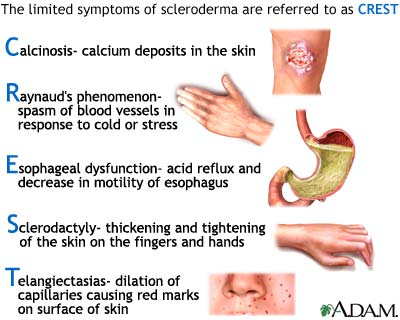 The limited symptoms of scleroderma are referred to as CREST
Calcinosis- calcium deposits in the skin
Raynaud's phenomenon-
spasm of blood vessels in
response to cold or stress
Esophageal dysfunction- acid reflux and
decrease in motility of esophagus
Sclerodactyly- thickening and tightening
of the skin on the fingers and hands
Telangiectasias- dilation of
capillaries causing red marks
on surface of skin
ADAM.